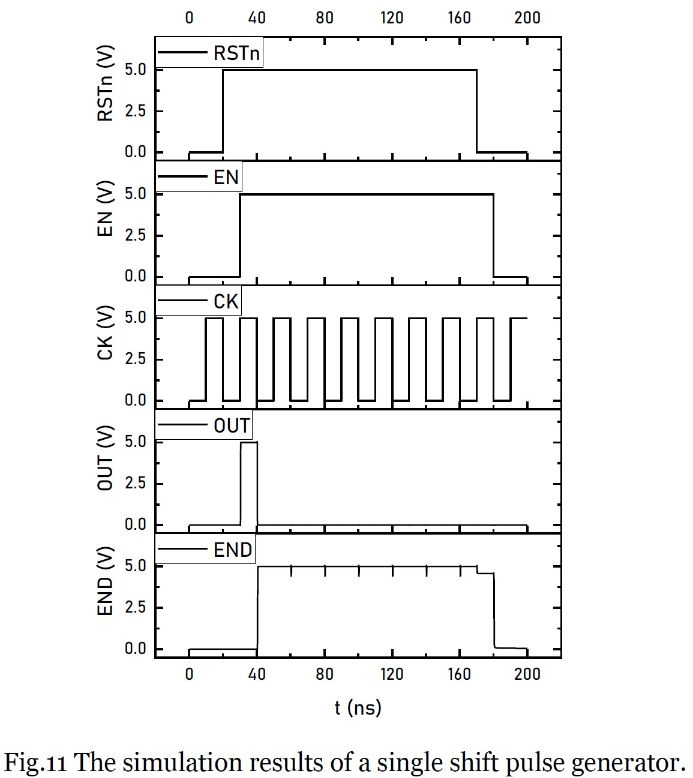 0 40 80 120 160 200
RSTn
RSTn (V)
5.0
2.5
0.0
EN
EN (V)
5.0
2.5
0.0
CK
CK (V)
5.0
2.5
0.0
OUT
OUT (V)
5.0
2.5
0.0
END
END (V)
5.0
2.5
0.0
0 40 80 120 160 200
t (ns)
Fig.11 The simulation results of a single shift pulse generator.